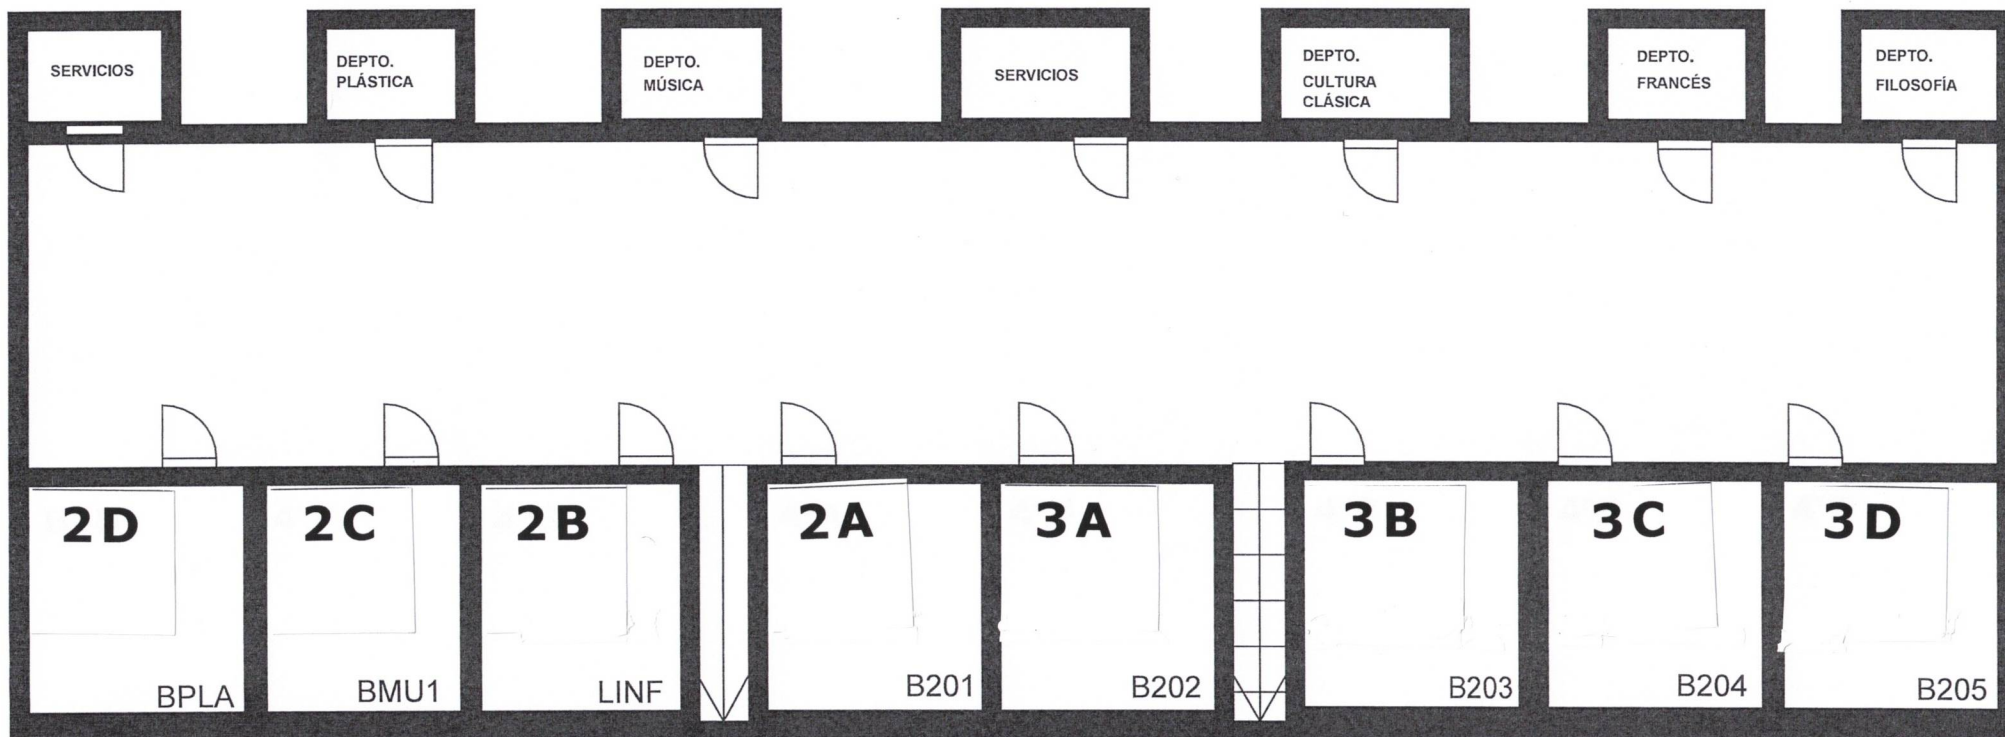 SERVICIOS
DEPTO.
PLÁSTICA
DEPTO.
MÚSICA
SERVICIOS
DEPTO.
CULTURA
CLÁSICA
DEPTO.
FRANCÉS
DEPTO.
FILOSOFÍA
2D
BPLA
2C
BMU1
2B
LINF
2A
B201
3A
B202
3B
B203
3C
B204
3D
B205